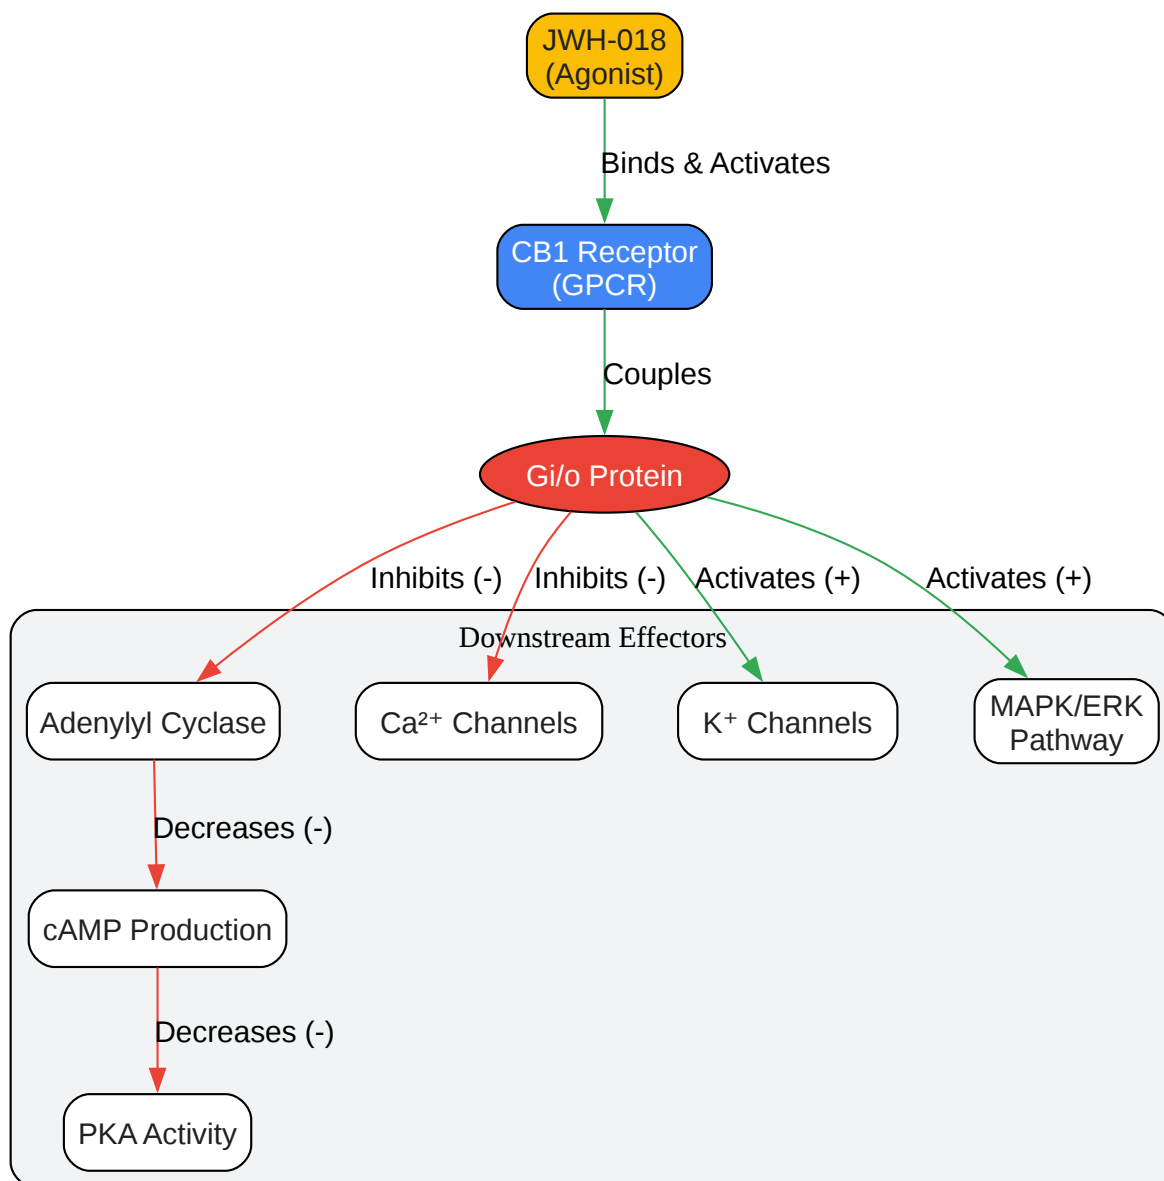 JWH-018
(Agonist)
Binds & Activates
CB1 Receptor
(GPCR)
Couples
Gi/o Protein
Inhibits (-)
Inhibits (-)
Activates (+)
Activates (+)
Downstream Effectors
Adenylyl Cyclase
Ca²⁺ Channels
K⁺ Channels
MAPK/ERK
Pathway
Decreases (-)
cAMP Production
Decreases (-)
PKA Activity